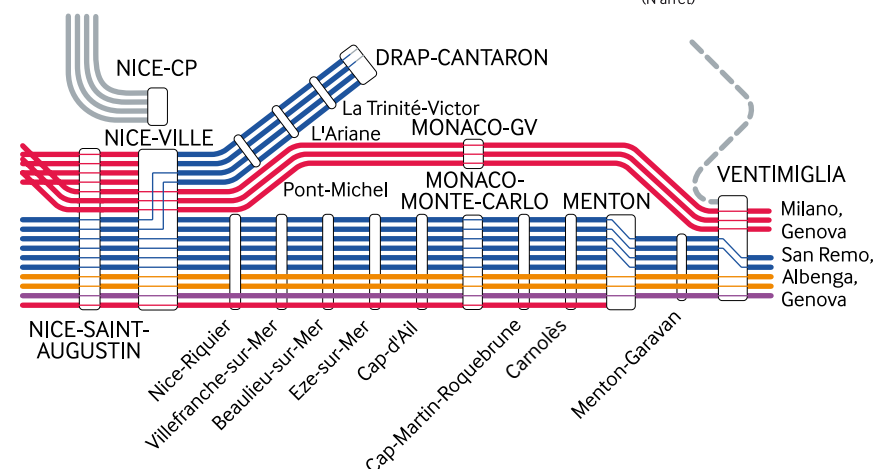 (N arrêt)
NICE-CP
DRAP-CANTARON
La Trinité-Victor
NICE-VILLE
L'Ariane
MONACO-GV
Pont-Michel
MONACO-
MONTE-CARLO
MENTON
VENTIMIGLIA
Milano,
Genova
San Remo,
Albenga,
Genova
NICE-SAINT-
AUGUSTIN
Nice-Riquier
Villefranche-sur-Mer
Beaulieu-sur-Mer
Eze-sur-Mer
Cap-d'Ail
Cap-Martin-Roquebrune
Carnolès
Menton-Garavan